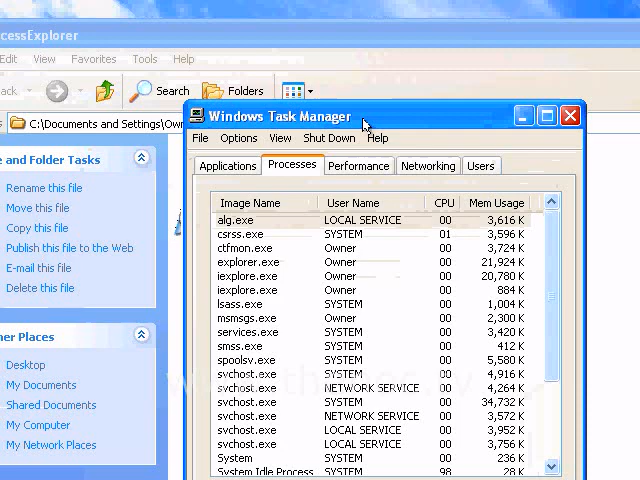 cessExplorer
Edit View Favorites Tools Help
ack Search Folders
C:\Documents and Settings\Owr
Windows Task Manager
File Options View Shut Down Help
Applications Processes Performance Networking Users
Image Name User Name CPU Mem Usage
alg.exe LOCAL SERVICE 00 3,616 K
csrss.exe SYSTEM 01 3,596 K
ctfmon.exe Owner 00 3,724 K
explorer.exe Owner 00 21,924 K
iexplore.exe Owner 00 20,780 K
iexplore.exe Owner 00 884 K
lsass.exe SYSTEM 00 1,004 K
msmsgs.exe Owner 00 2,300 K
services.exe SYSTEM 00 3,420 K
smss.exe SYSTEM 00 412 K
spoolsv.exe SYSTEM 00 5,580 K
svchost.exe SYSTEM 00 4,916 K
svchost.exe NETWORK SERVICE 00 4,264 K
svchost.exe SYSTEM 00 34,732 K
svchost.exe NETWORK SERVICE 00 3,572 K
svchost.exe LOCAL SERVICE 00 3,952 K
svchost.exe LOCAL SERVICE 00 3,756 K
System SYSTEM 00 236 K
System Idle Process SYSTEM 98 28 K
e and Folder Tasks
Rename this file
Move this file
Copy this file
Publish this file to the Web
E-mail this file
Delete this file
her Places
Desktop
My Documents
Shared Documents
My Computer
My Network Places